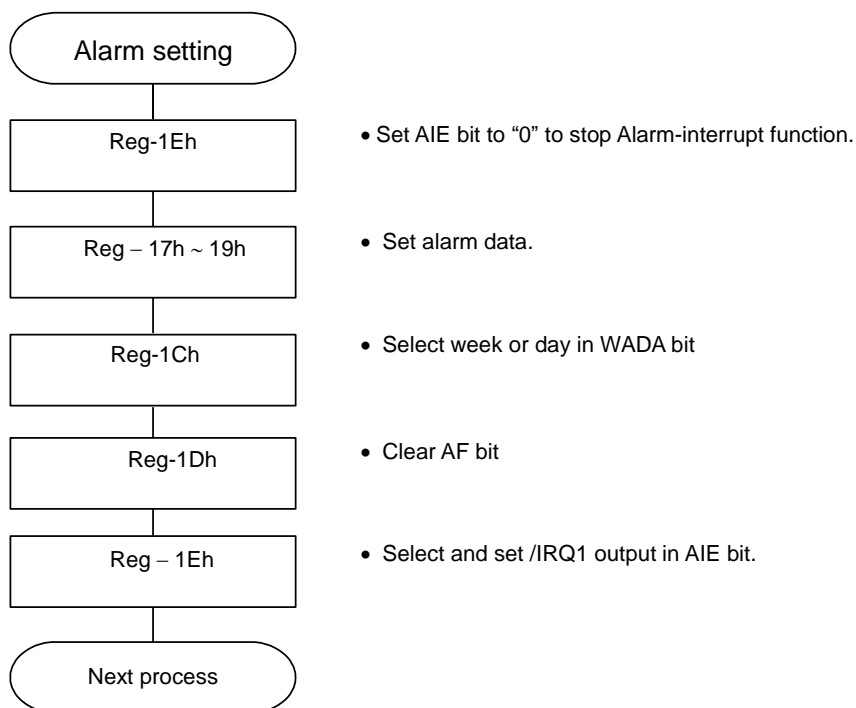 Alarm setting
Reg-1Eh
• Set AIE bit to “0” to stop Alarm-interrupt function.
Reg – 17h ~ 19h
• Set alarm data.
Reg-1Ch
• Select week or day in WADA bit
Reg-1Dh
• Clear AF bit
Reg – 1Eh
• Select and set /IRQ1 output in AIE bit.
Next process